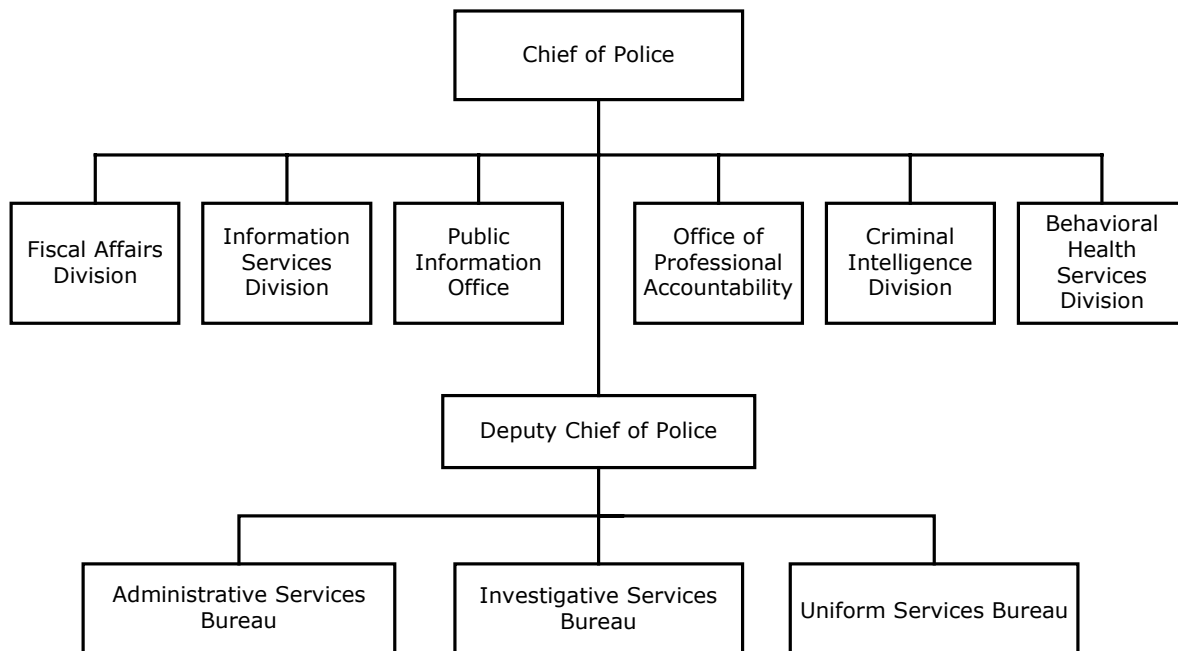 Chief of Police
Fiscal Affairs
Division
Information
Services
Division
Public
Information
Office
Office of
Professional
Accountability
Criminal
Intelligence
Division
Behavioral
Health
Services
Division
Deputy Chief of Police
Administrative Services
Bureau
Investigative Services
Bureau
Uniform Services Bureau